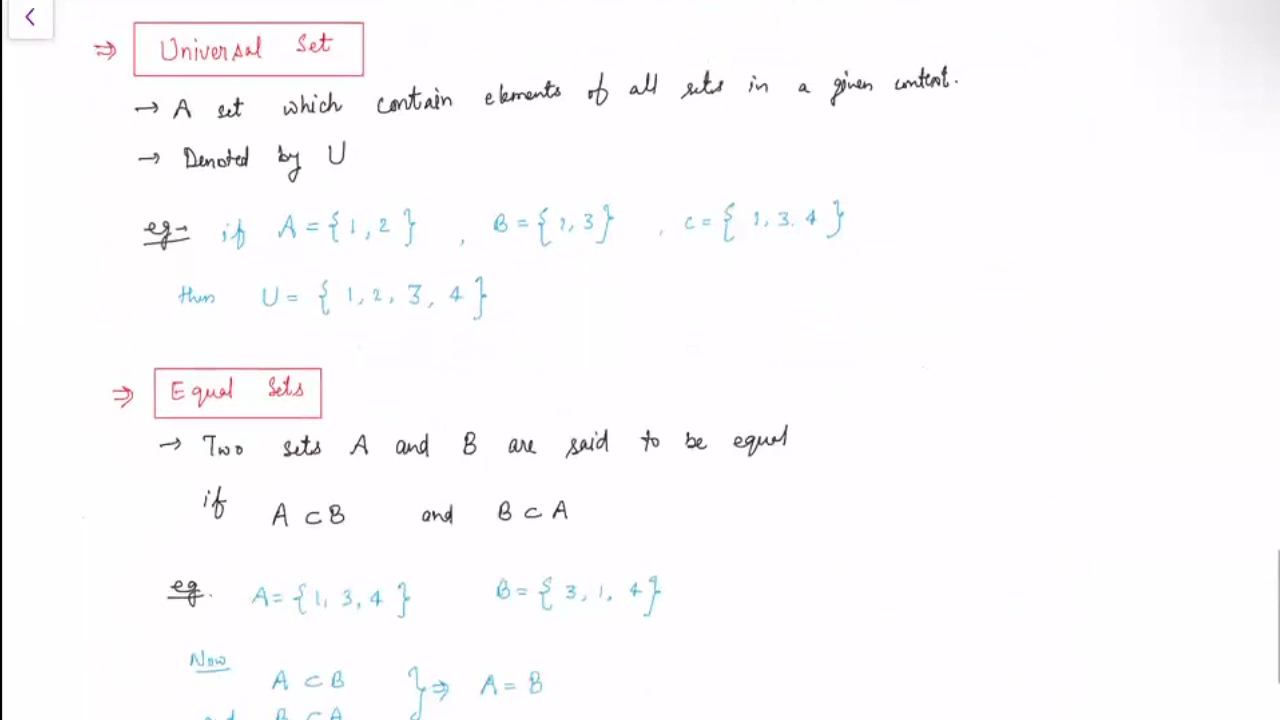 ⇒ Universal Set
→ A set which contain elements of all sets in a given context.
→ Denoted by U
eg→ if A = { 1, 2 } , B = { 1, 3 } , C = { 1, 3. 4 }
then U = { 1, 2, 3, 4 }
⇒ Equal Sets
→ Two sets A and B are said to be equal
if A ⊂ B and B ⊂ A
eg. A = { 1, 3, 4 } B = { 3, 1, 4 }
Now
A ⊂ B } ⇒ A = B
and B ⊂ A